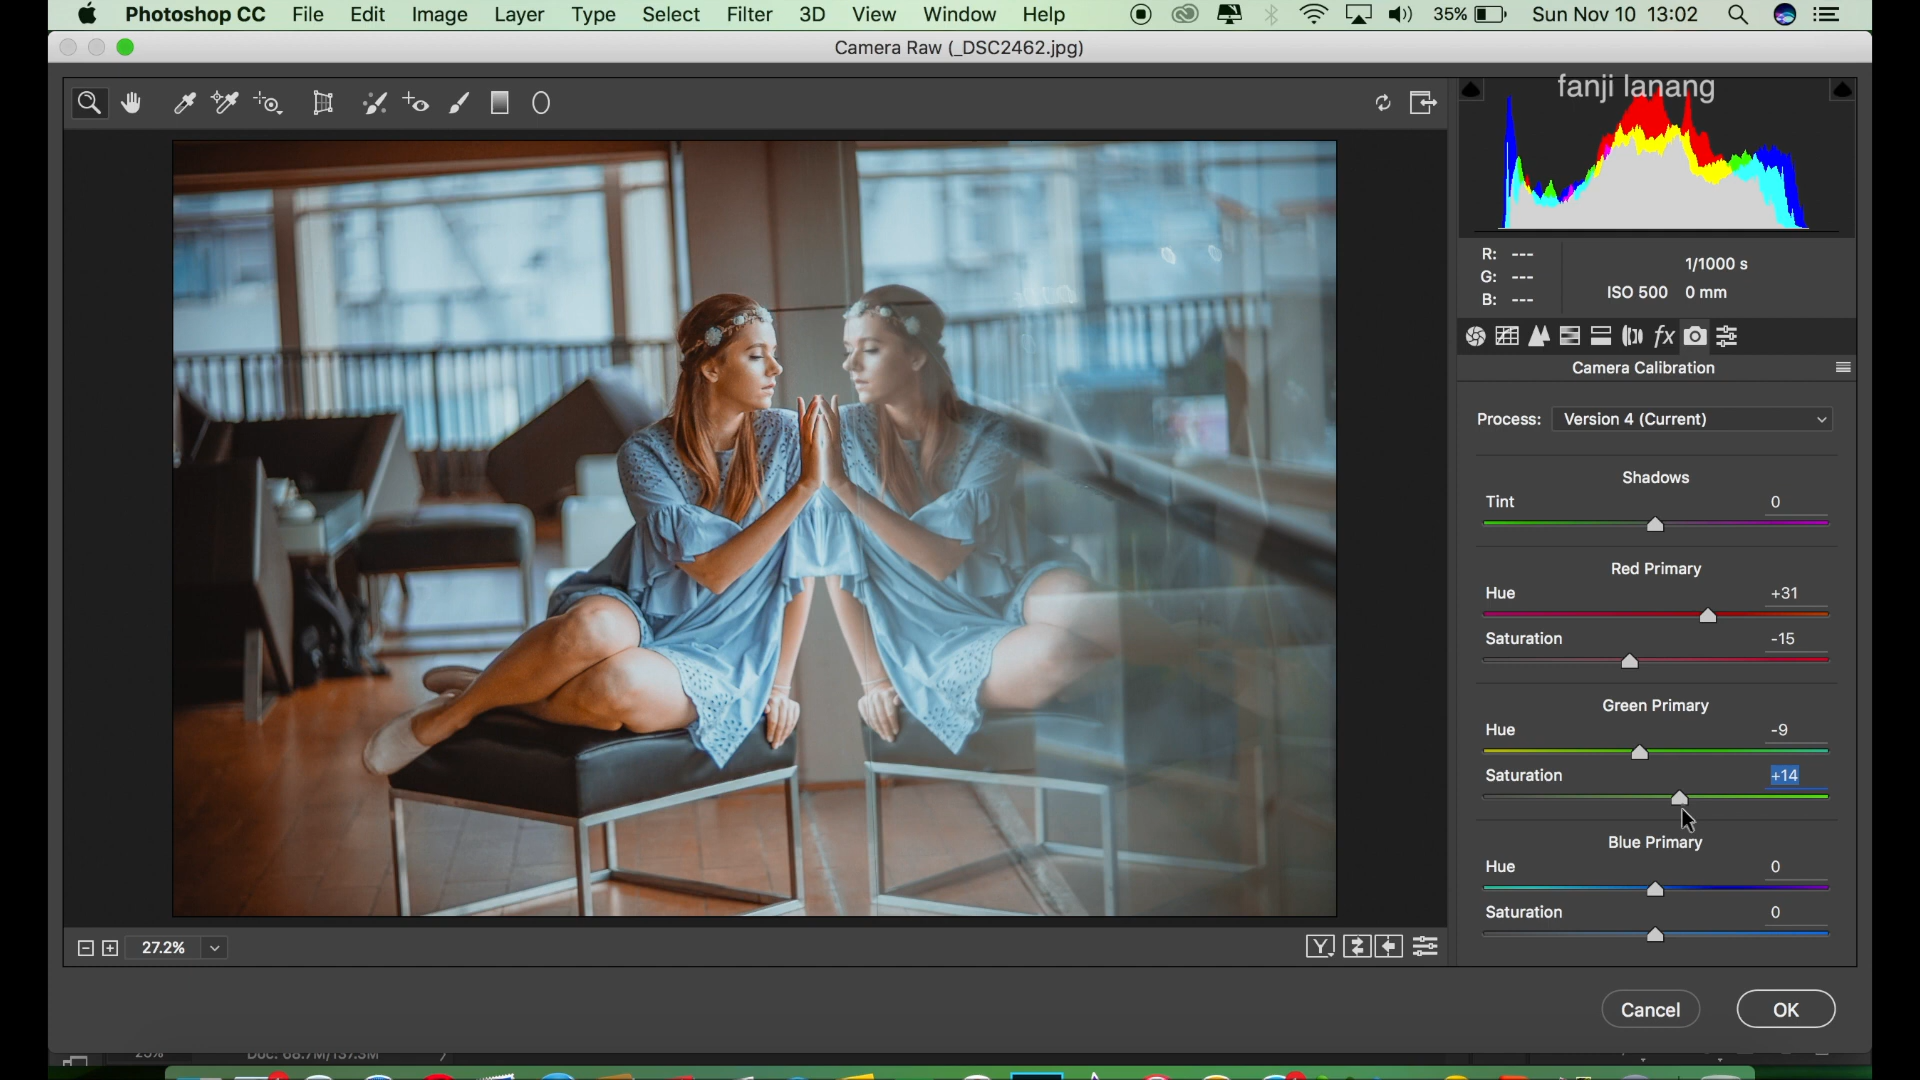 Photoshop CC File Edit Image Layer Type Select Filter 3D View Window Help 35% Sun Nov 10 13:02
Camera Raw (_DSC2462.jpg)
fanji lanang
R: ---
G: ---
B: ---
1/1000 s
ISO 500 0 mm
fx
Camera Calibration
Process: Version 4 (Current)
Shadows
Tint 0
Red Primary
Hue +31
Saturation -15
Green Primary
Hue -9
Saturation +14
Blue Primary
Hue 0
Saturation 0
27.2%
Y
Cancel OK